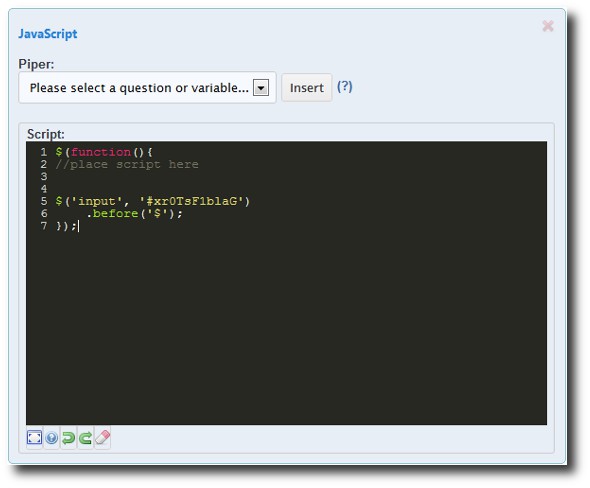 JavaScript
Piper:
Please select a question or variable...
Insert
(?)
Script:
1 $(function(){
2 //place script here
3
4
5 $('input', '#xr0TsF1blaG')
6 .before('$');
7 });